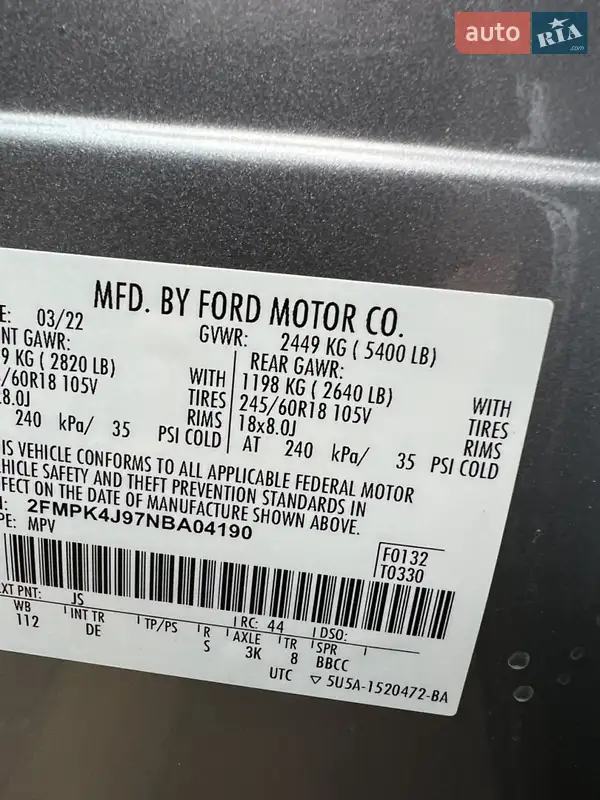 auto RIA.com
MFD. BY FORD MOTOR CO.
E: 03/22
GVWR: 2449 KG ( 5400 LB)
NT GAWR:
REAR GAWR:
9 KG ( 2820 LB)
WITH
1198 KG ( 2640 LB)
WITH
/60R18 105V
TIRES
245/60R18 105V
TIRES
8.0J
RIMS
18x8.0J
RIMS
240 kPa/ 35 PSI COLD
AT 240 kPa/ 35 PSI COLD
IS VEHICLE CONFORMS TO ALL APPLICABLE FEDERAL MOTOR
HICLE SAFETY AND THEFT PREVENTION STANDARDS IN
FECT ON THE DATE OF MANUFACTURE SHOWN ABOVE.
: 2FMPK4J97NBA04190
PE: MPV
F0132
T0330
XT PNT: JS
RC: 44
DSO:
WB
INT TR
TP/PS
R
AXLE
TR
SPR
112
DE
S
3K
8
BBCC
UTC
▽ 5U5A-1520472-BA